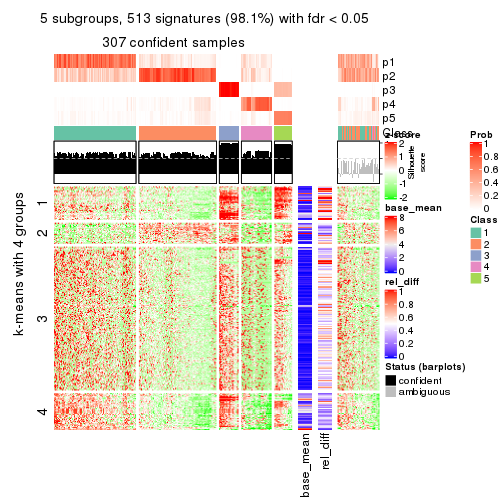 5 subgroups, 513 signatures (98.1%) with fdr < 0.05
307 confident samples
p1
p2
p3
p4
p5
Class
Silhouette
score
k-means with 4 groups
1
2
3
4
base_mean
rel_diff
z-score
2
1
0
-1
-2
base_mean
8
6
4
2
0
rel_diff
1
0.8
0.6
0.4
0.2
0
Status (barplots)
confident
ambiguous
Prob
1
0.8
0.6
0.4
0.2
0
Class
1
2
3
4
5